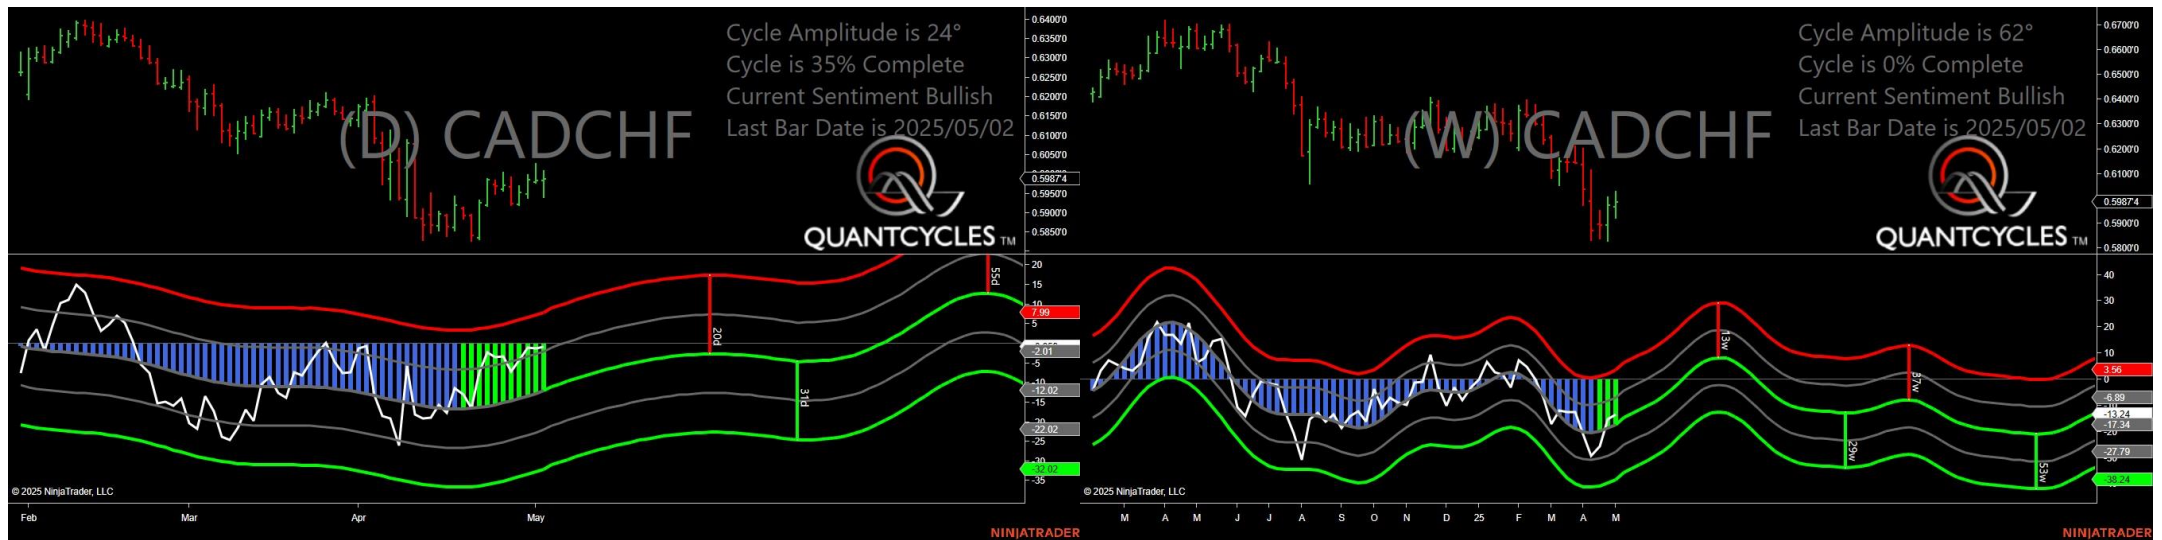 Cycle Amplitude is 24°
Cycle is 35% Complete
Current Sentiment Bullish
Last Bar Date is 2025/05/02
(D) CADCHF
QUANTCYCLES TM
0.6400'0
0.6350'0
0.6300'0
0.6250'0
0.6200'0
0.6150'0
0.6100'0
0.6050'0
0.5987'4
0.5950'0
0.5900'0
0.5850'0
20
15
10
7.99
5
-2.01
-5
-10
-12.02
-15
-22.02
-25
-32.02
-35
20d
31d
55d
© 2025 NinjaTrader, LLC
Feb
Mar
Apr
May
NINJATRADER
Cycle Amplitude is 62°
Cycle is 0% Complete
Current Sentiment Bullish
Last Bar Date is 2025/05/02
(W) CADCHF
QUANTCYCLES TM
0.6700'0
0.6600'0
0.6500'0
0.6400'0
0.6300'0
0.6200'0
0.6100'0
0.5987'4
0.5900'0
0.5800'0
40
30
20
10
3.56
0
-6.89
-13.24
-17.34
-20
-27.79
-38.24
13w
29w
37w
53w
© 2025 NinjaTrader, LLC
M
A
M
J
J
A
S
O
N
D
25
F
M
A
M
NINJATRADER